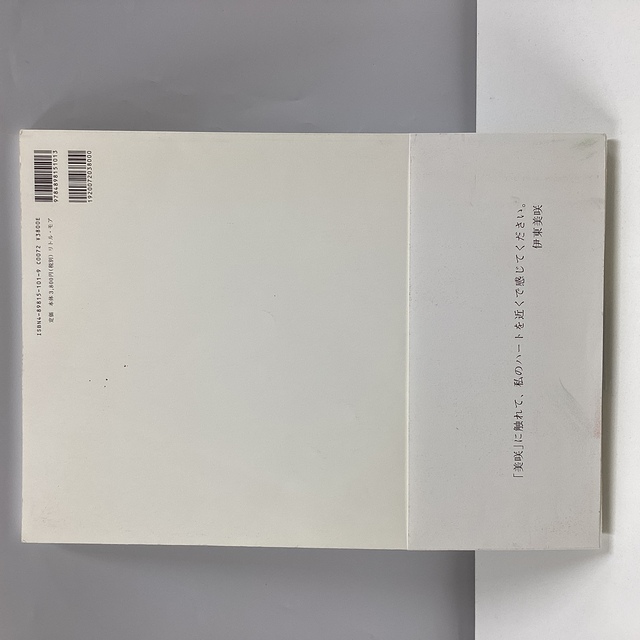 9784898151013
1920072038000
ISBN4-89815-101-9 C0072 ¥3800E
定価 本体3,800円(税別) リトル・モア
「美咲」に触れて、私のハートを近くで感じてください。
伊東美咲